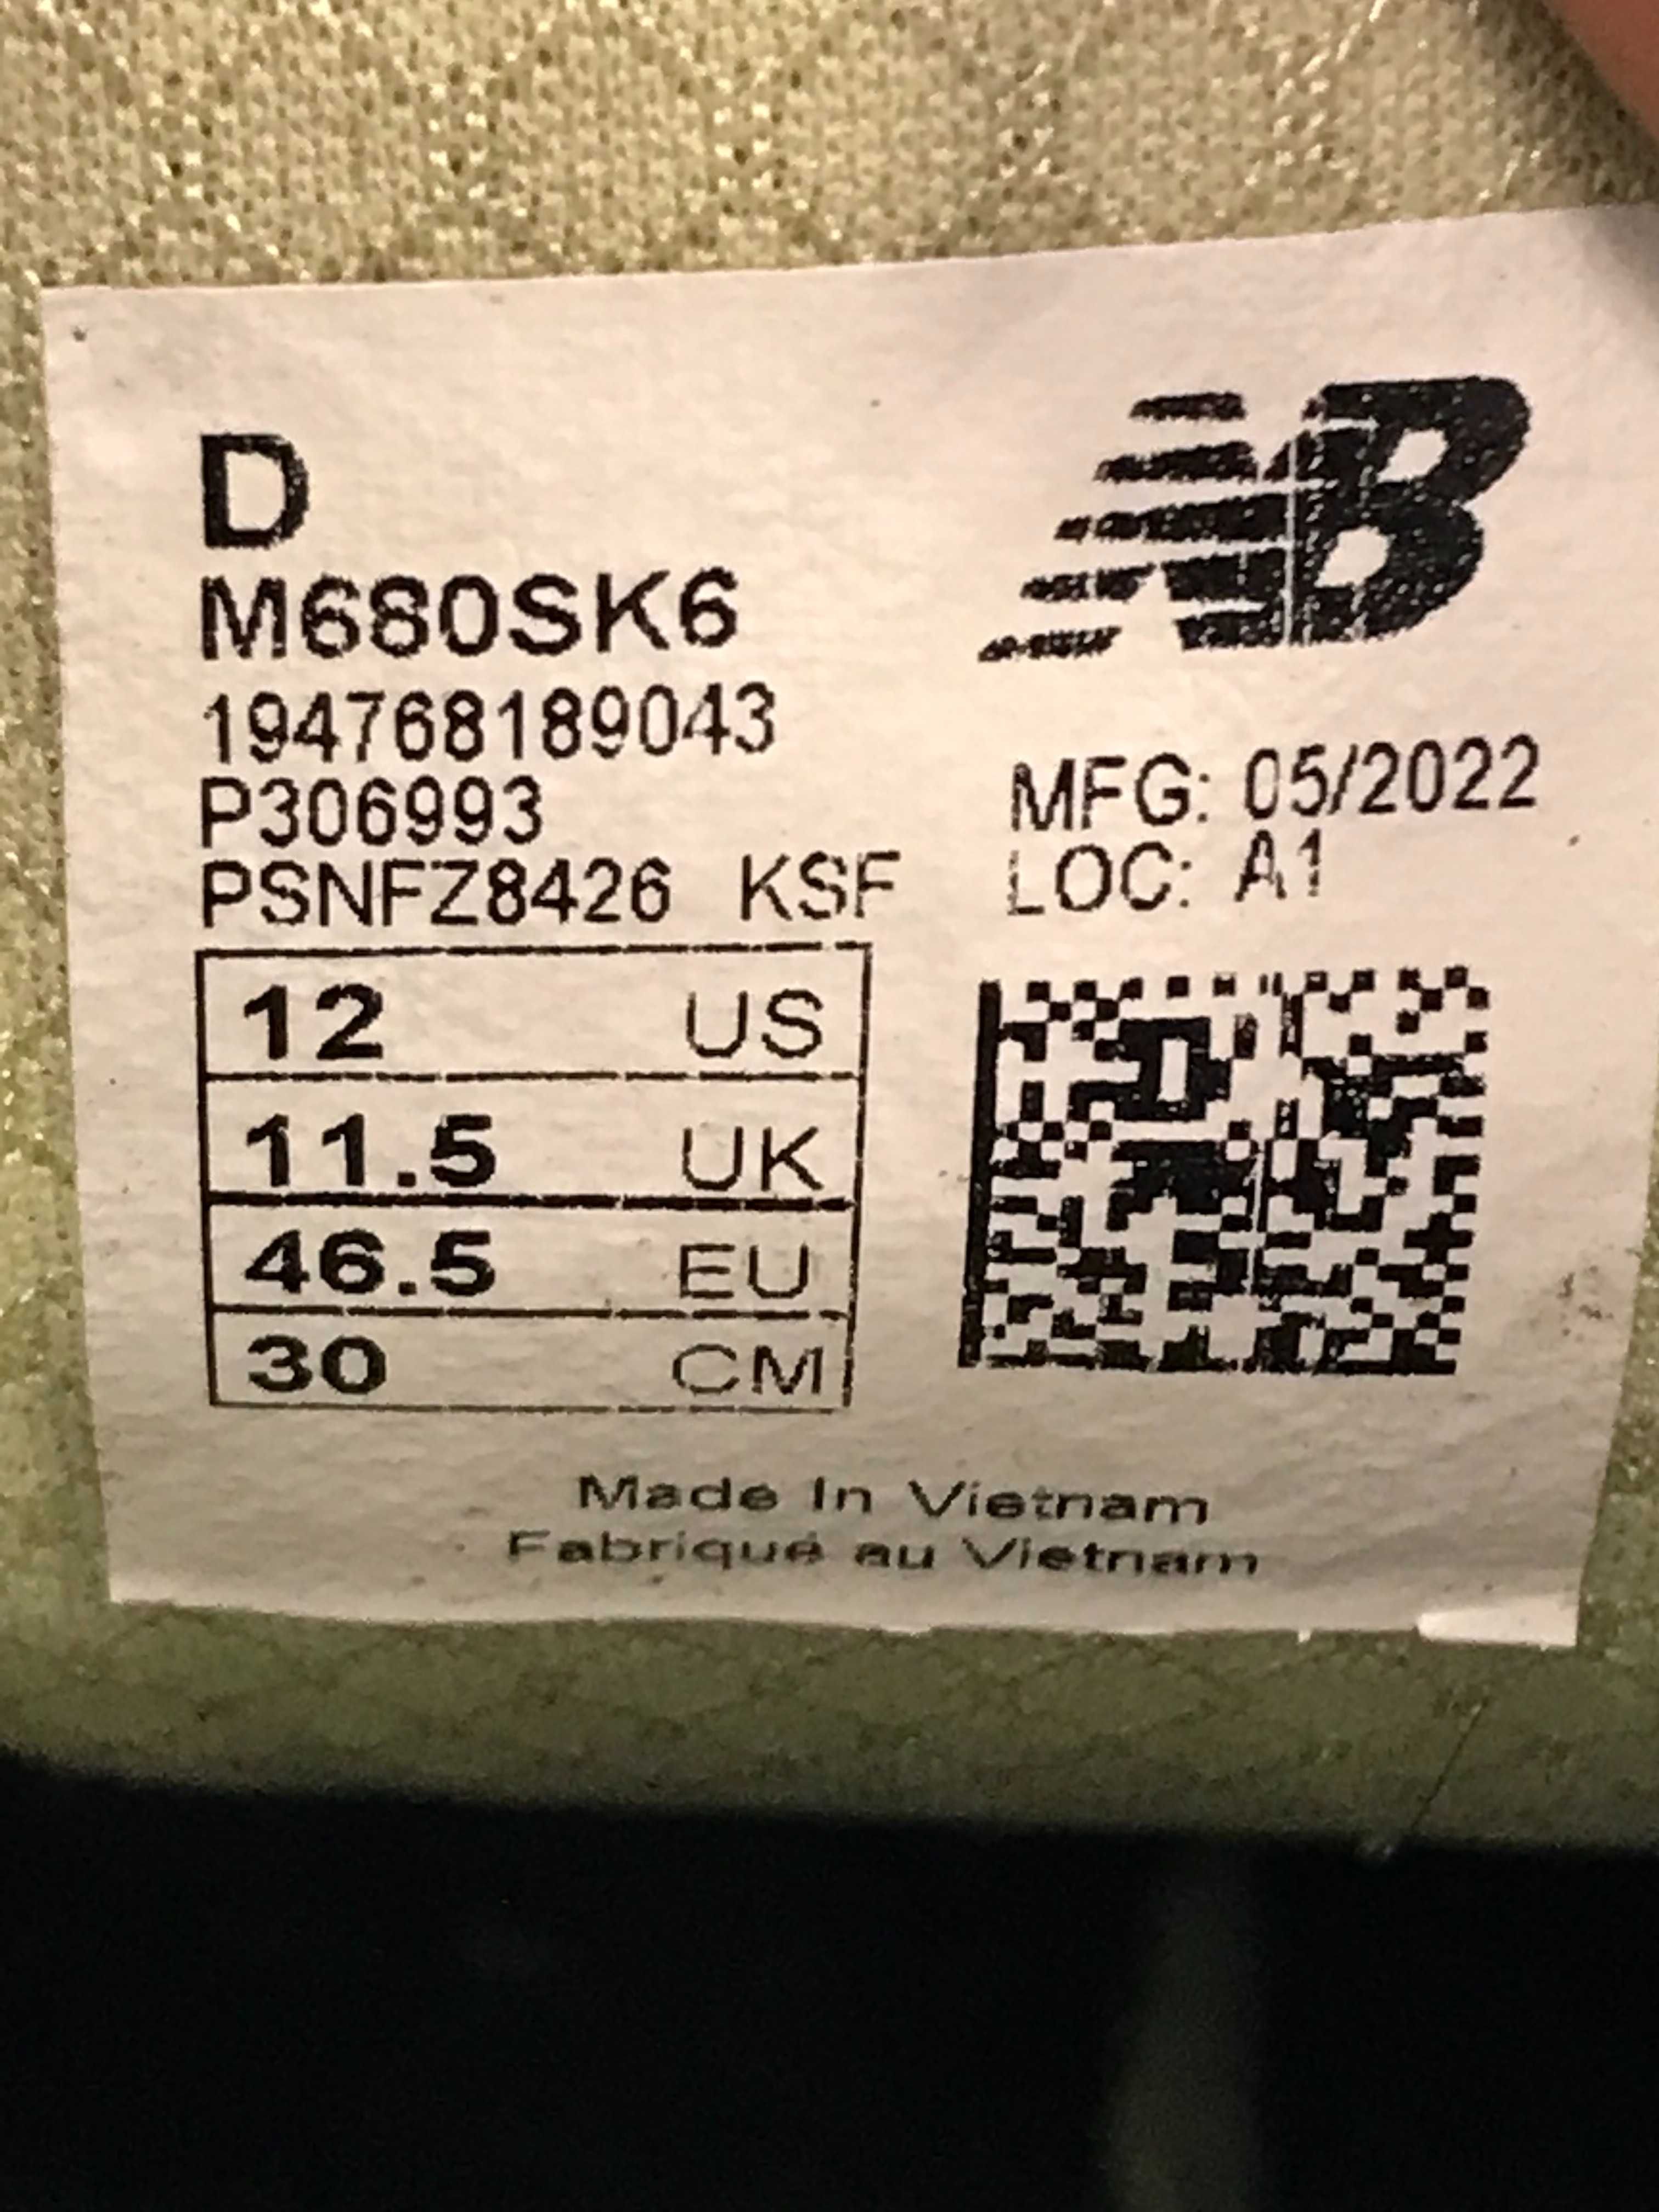 D
NB
M680SK6
194768189043
P306993
MFG: 05/2022
PSNFZ8426 KSF
LOC: A1
12 US
11.5 UK
46.5 EU
30 CM
Made In Vietnam
Fabriqué au Vietnam